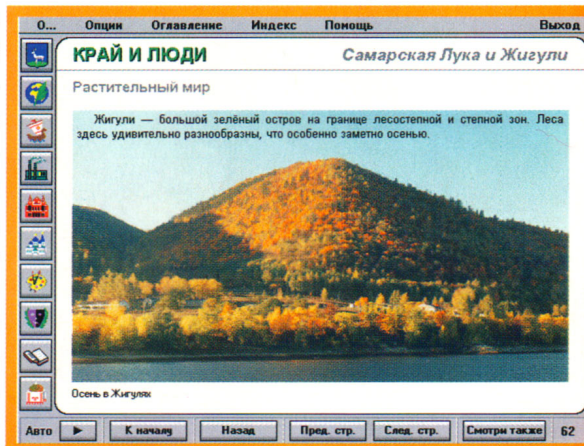 О... Опции Оглавление Индекс Помощь Выход
КРАЙ И ЛЮДИ Самарская Лука и Жигули
Растительный мир
Жигули — большой зелёный остров на границе лесостепной и степной зон. Леса
здесь удивительно разнообразны, что особенно заметно осенью.
Осень в Жигулях
Авто К началу Назад Пред. стр. След. стр. Смотри также 62